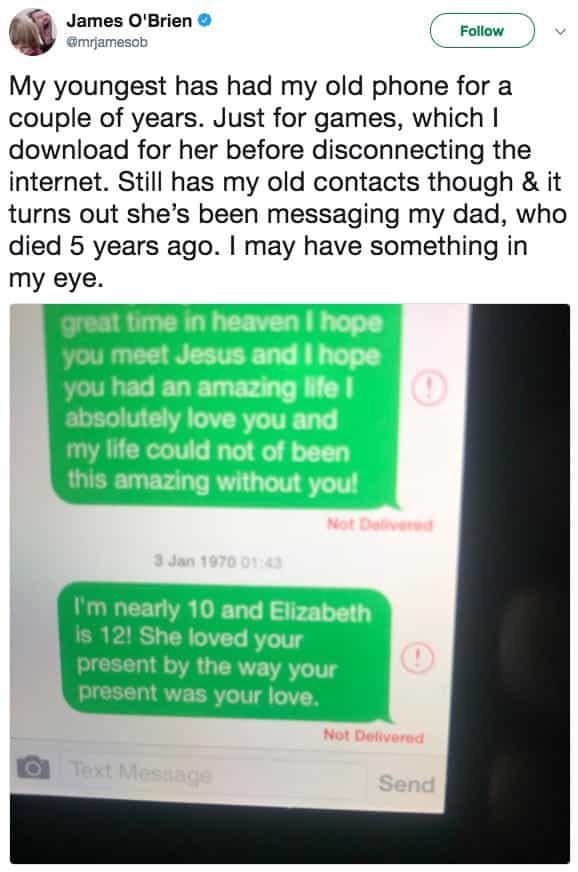 James O'Brien
@mrjamesob
Follow
My youngest has had my old phone for a
couple of years. Just for games, which I
download for her before disconnecting the
internet. Still has my old contacts though & it
turns out she's been messaging my dad, who
died 5 years ago. I may have something in
my eye.
great time in heaven I hope
you meet Jesus and I hope
you had an amazing life I
absolutely love you and
my life could not of been
this amazing without you!
Not Delivered
3 Jan 1970 01:43
I'm nearly 10 and Elizabeth
is 12! She loved your
present by the way your
present was your love.
Not Delivered
Text Message
Send